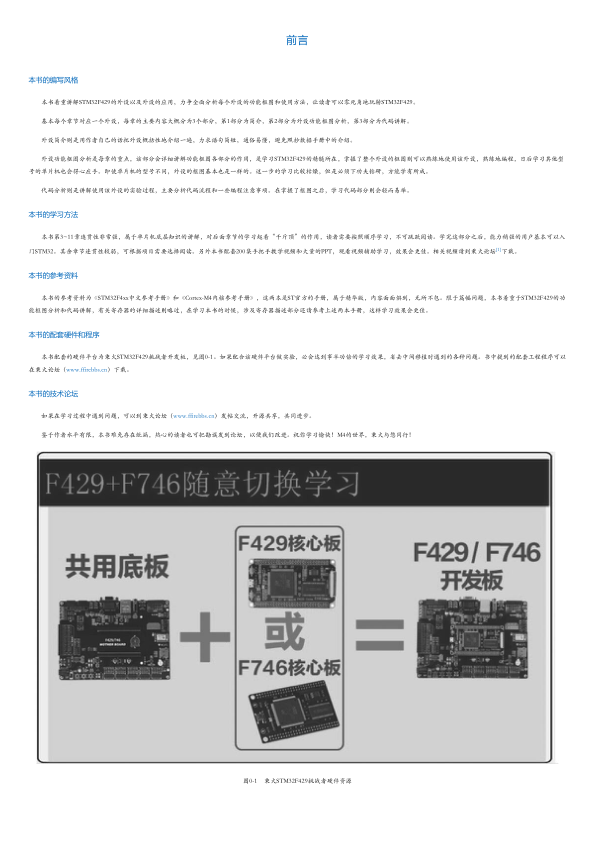 前言
本书的编写风格
本书着重讲解STM32F429的外设以及外设的应用，力争全面分析每个外设的功能框图和使用方法，让读者可以零死角地玩转STM32F429。
基本每个章节对应一个外设，每章的主要内容大概分为3个部分，第1部分为简介，第2部分为外设功能框图分析，第3部分为代码讲解。
外设简介则是用作者自己的话把外设概括性地介绍一遍，力求语句简短，通俗易懂，避免照抄数据手册中的介绍。
外设功能框图分析是每章的重点，该部分会详细讲解功能框图各部分的作用，是学习STM32F429的精髓所在，掌握了整个外设的框图则可以熟练地使用该外设，熟练地编程，日后学习其他型
号的单片机也会得心应手。即使单片机的型号不同，外设的框图基本也是一样的。这一步的学习比较枯燥，但是必须下功夫钻研，方能学有所成。
代码分析则是讲解使用该外设的实验过程，主要分析代码流程和一些编程注意事项。在掌握了框图之后，学习代码部分则会轻而易举。
本书的学习方法
本书第3~11章连贯性非常强，属于单片机底层知识的讲解，对后面章节的学习起着“千斤顶”的作用，读者需要按照顺序学习，不可跳跃阅读。学完这部分之后，能力稍强的用户基本可以入
门STM32。其余章节连贯性较弱，可根据项目需要选择阅读。另外本书配套200集手把手教学视频和大量的PPT，观看视频辅助学习，效果会更佳。相关视频请到秉火论坛[1]下载。
本书的参考资料
本书的参考资料为《STM32F4xx中文参考手册》和《Cortex-M4内核参考手册》，这两本是ST官方的手册，属于精华版，内容面面俱到，无所不包。限于篇幅问题，本书着重于STM32F429的功
能框图分析和代码讲解，有关寄存器的详细描述则略过，在学习本书的时候，涉及寄存器描述部分还请参考上述两本手册，这样学习效果会更佳。
本书的配套硬件和程序
本书配套的硬件平台为秉火STM32F429挑战者开发板，见图0-1。如果配合该硬件平台做实验，必会达到事半功倍的学习效果，省去中间移植时遇到的各种问题。书中提到的配套工程程序可以
在秉火论坛（www.firebbs.cn）下载。
本书的技术论坛
如果在学习过程中遇到问题，可以到秉火论坛（www.firebbs.cn）发帖交流，开源共享，共同进步。
鉴于作者水平有限，本书难免存在纰漏，热心的读者也可把勘误发到论坛，以便我们改进。祝你学习愉快！M4的世界，秉火与您同行！
F429+F746随意切换学习
共用底板
F429核心板
或
F746核心板
F429 / F746
开发板
+
=
图0-1 秉火STM32F429挑战者硬件资源